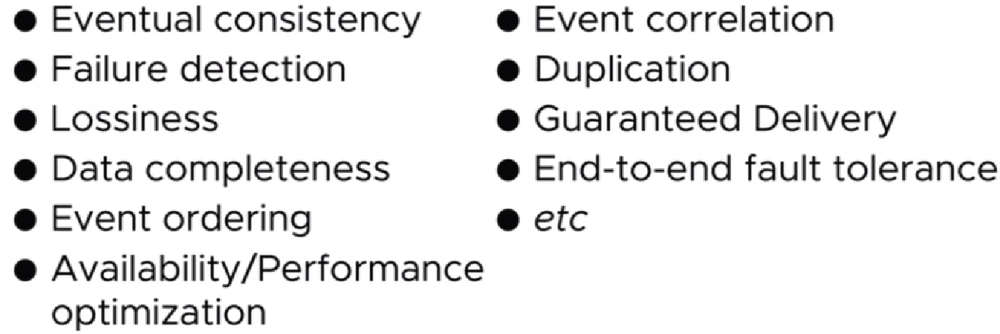 ● Eventual consistency
● Failure detection
● Lossiness
● Data completeness
● Event ordering
● Availability/Performance
optimization
● Event correlation
● Duplication
● Guaranteed Delivery
● End-to-end fault tolerance
● etc